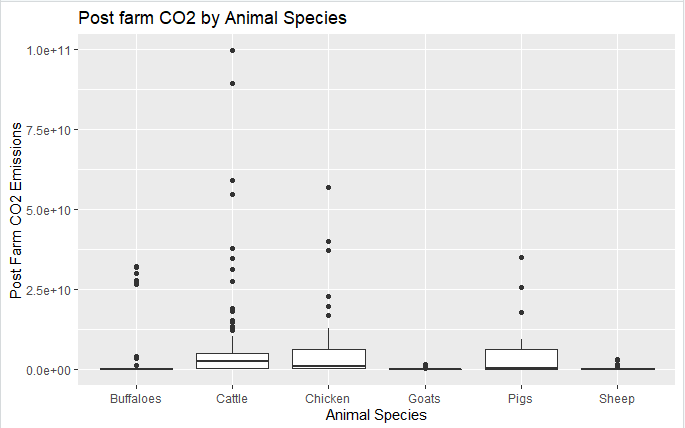 Post farm CO2 by Animal Species
Post Farm CO2 Emissions
1.0e+11
7.5e+10
5.0e+10
2.5e+10
0.0e+00
Buffaloes Cattle Chicken Goats Pigs Sheep
Animal Species